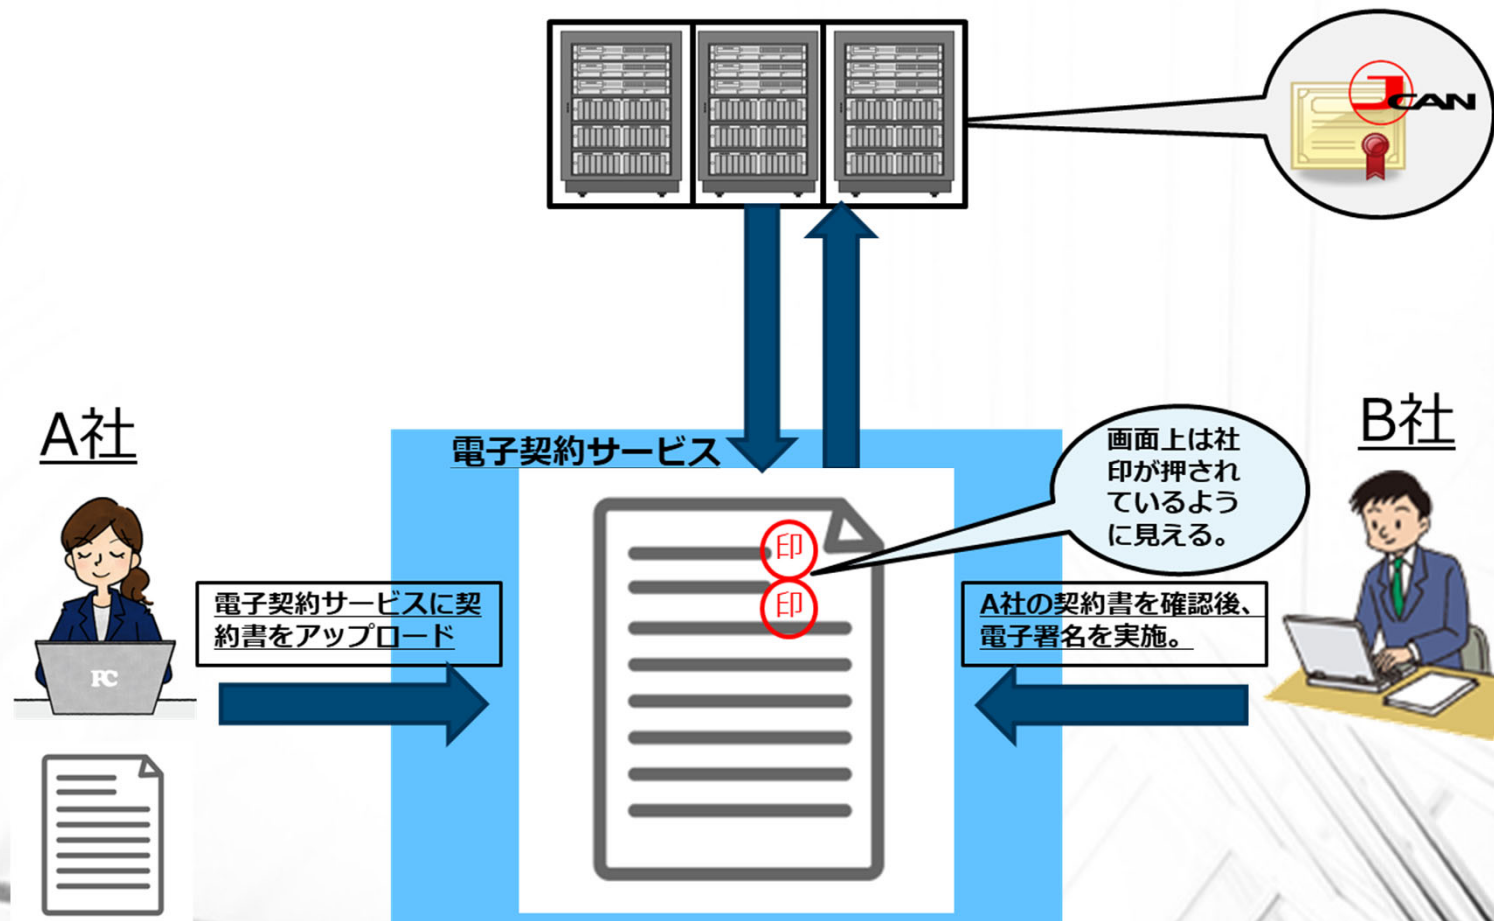 JCAN
A社
B社
電子契約サービス
画面上は社
印が押され
ているよう
に見える。
印
印
電子契約サービスに契
約書をアップロード
A社の契約書を確認後、
電子署名を実施。
PC